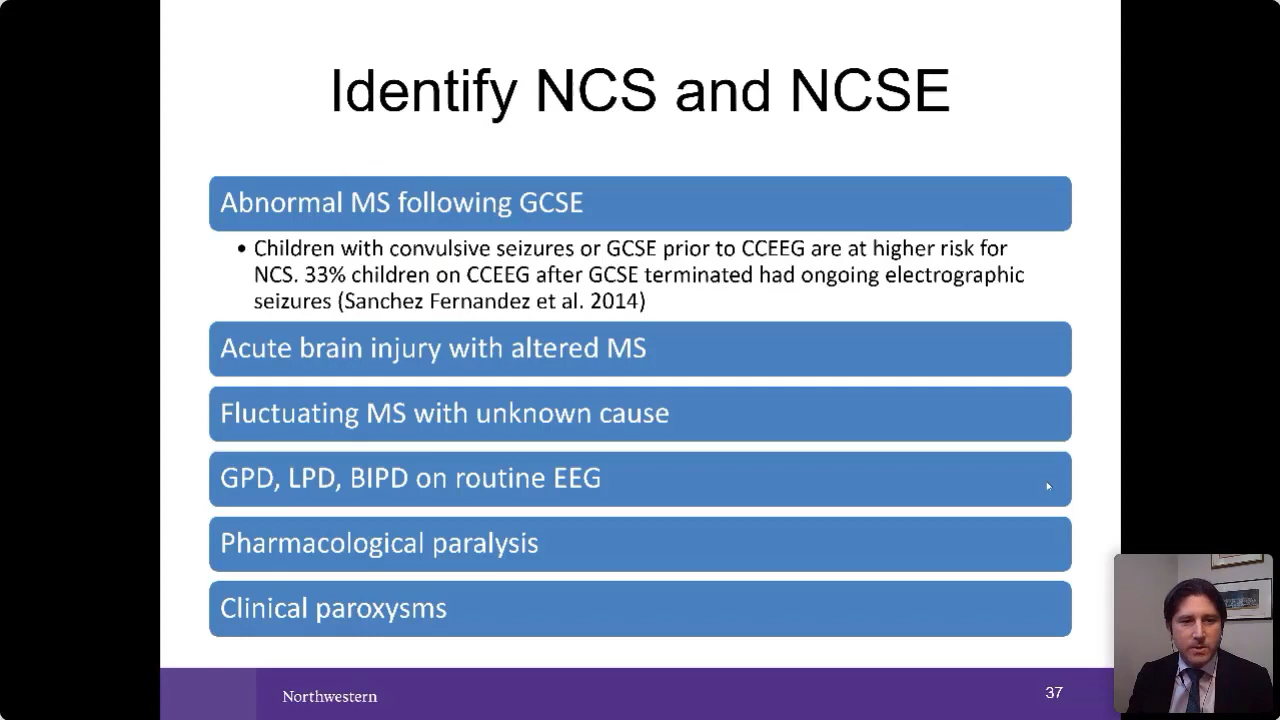 Identify NCS and NCSE
Abnormal MS following GCSE
• Children with convulsive seizures or GCSE prior to CCEEG are at higher risk for
NCS. 33% children on CCEEG after GCSE terminated had ongoing electrographic
seizures (Sanchez Fernandez et al. 2014)
Acute brain injury with altered MS
Fluctuating MS with unknown cause
GPD, LPD, BIPD on routine EEG
Pharmacological paralysis
Clinical paroxysms
Northwestern
37